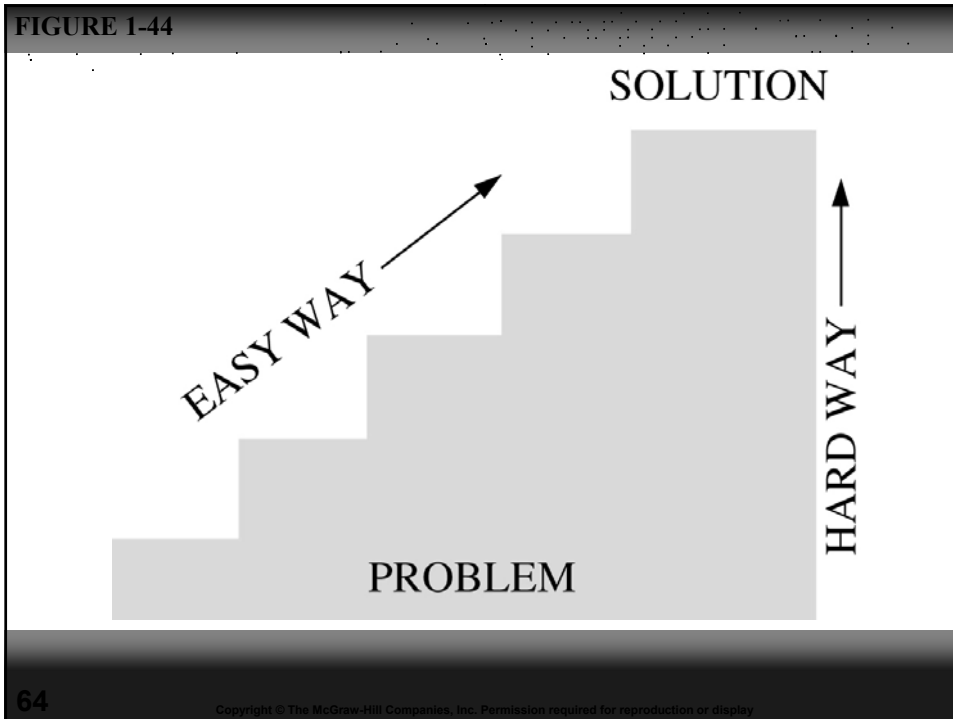 FIGURE 1-44
SOLUTION
EASY WAY
HARD WAY
PROBLEM
64
Copyright © The McGraw-Hill Companies, Inc. Permission required for reproduction or display